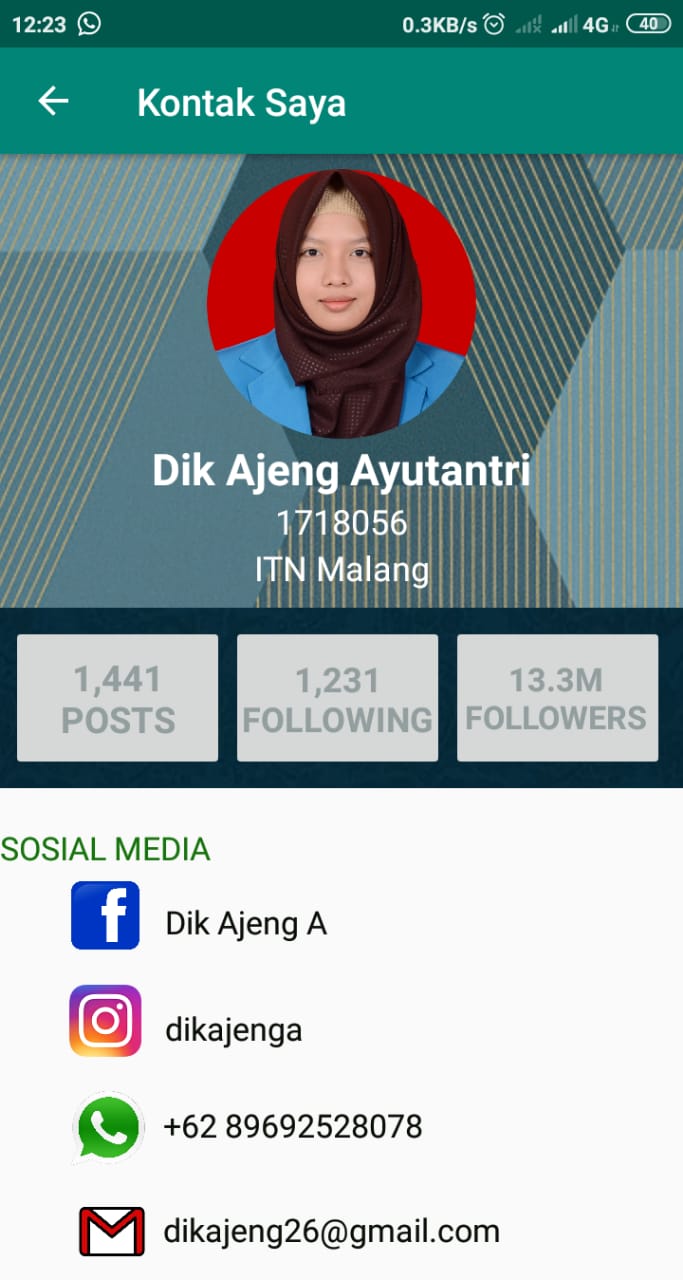 12:23 0.3KB/s 4G 40
Kontak Saya
Dik Ajeng Ayutantri
1718056
ITN Malang
1,441
POSTS
1,231
FOLLOWING
13.3M
FOLLOWERS
SOSIAL MEDIA
Dik Ajeng A
dikajenga
+62 89692528078
dikajeng26@gmail.com